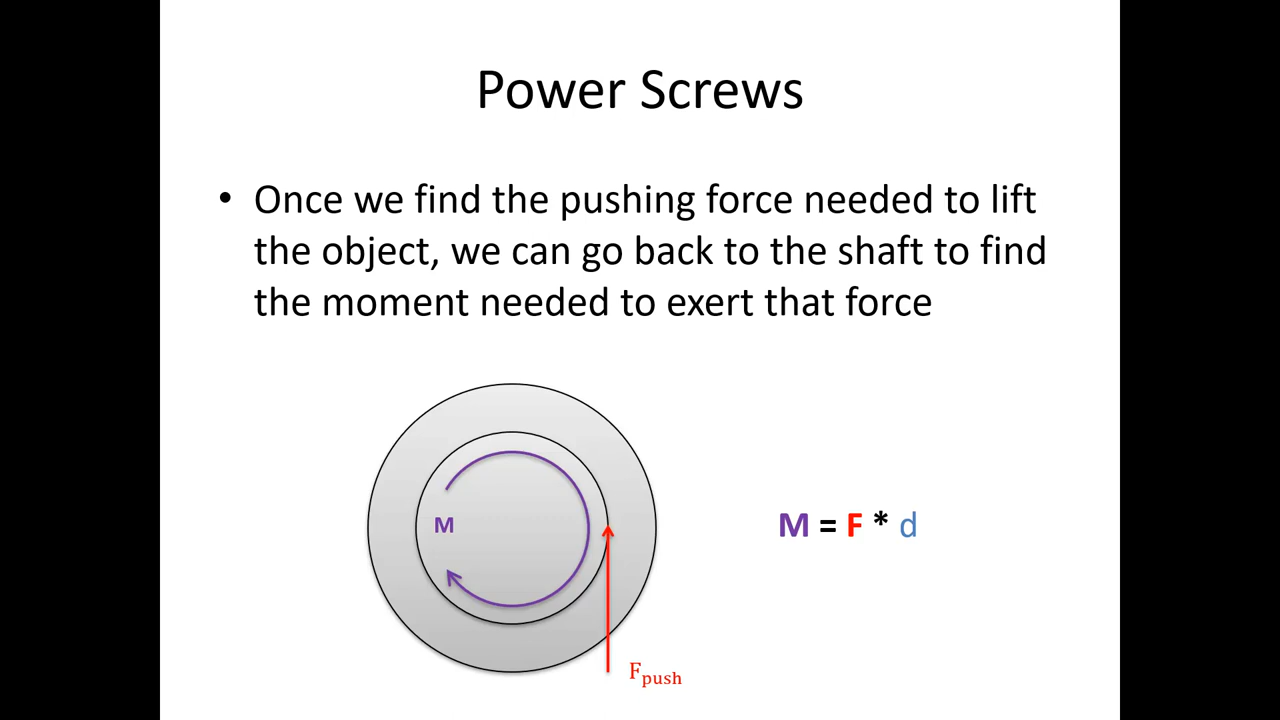 Power Screws
• Once we find the pushing force needed to lift
the object, we can go back to the shaft to find
the moment needed to exert that force
M
M = F * d
Fpush